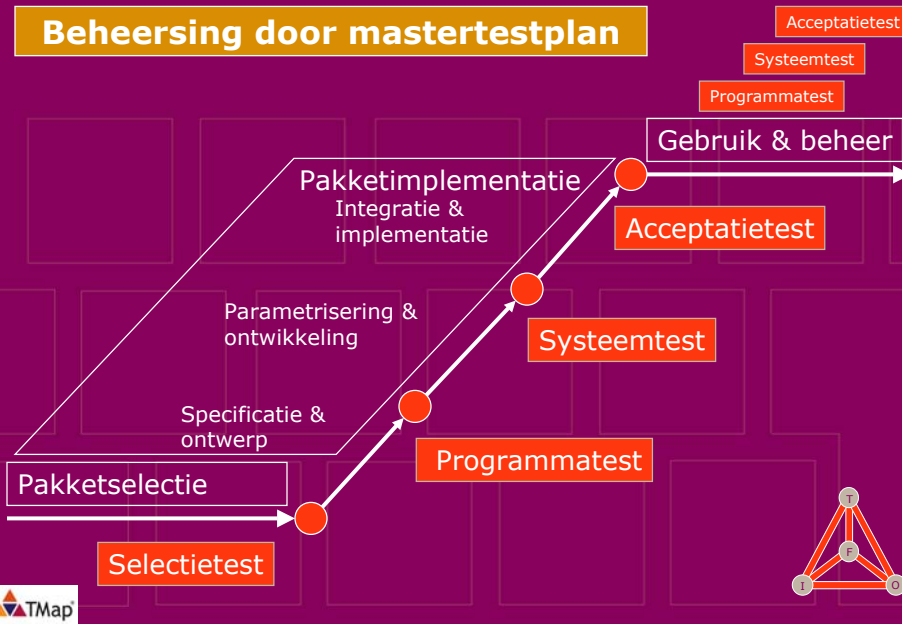 Beheersing door mastertestplan
Acceptatietest
Systeemtest
Programmatest
Gebruik & beheer
Pakketimplementatie
Integratie &
implementatie
Acceptatietest
Parametrisering &
ontwikkeling
Systeemtest
Specificatie &
ontwerp
Programmatest
Pakketselectie
Selectietest
T
F
I
O
TMap